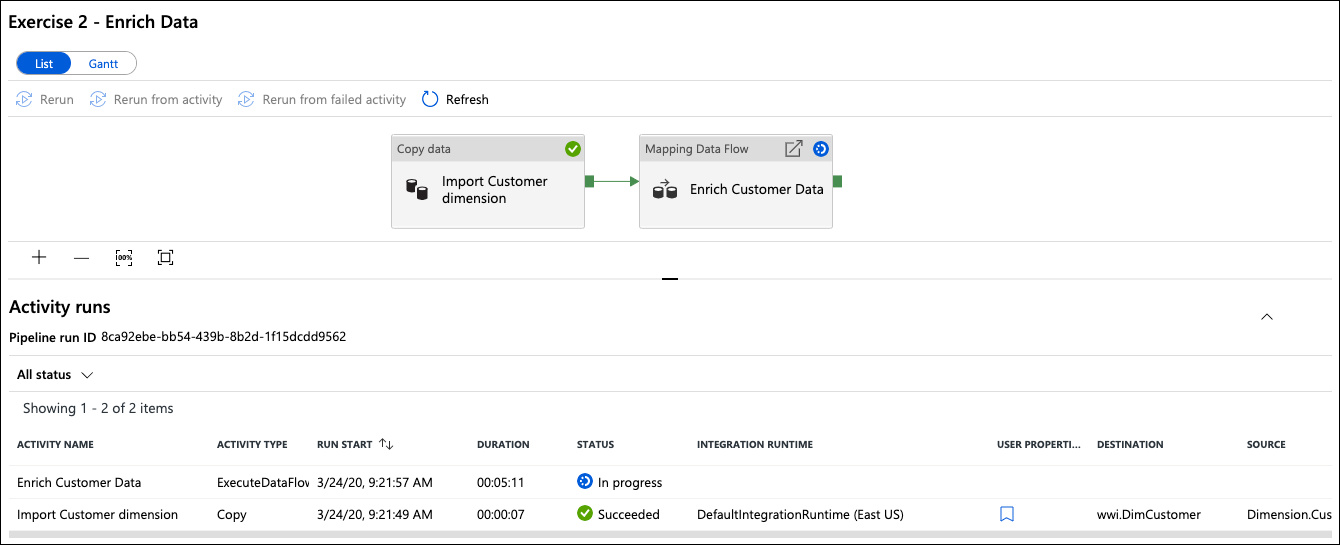 Exercise 2 - Enrich Data
List Gantt
Rerun Rerun from activity Rerun from failed activity Refresh
Copy data
Import Customer
dimension
Mapping Data Flow
Enrich Customer Data
100%
Activity runs
Pipeline run ID 8ca92ebe-bb54-439b-8b2d-1f15dcdd9562
All status
Showing 1 - 2 of 2 items
ACTIVITY NAME ACTIVITY TYPE RUN START DURATION STATUS INTEGRATION RUNTIME USER PROPERTI... DESTINATION SOURCE
Enrich Customer Data ExecuteDataFlow 3/24/20, 9:21:57 AM 00:05:11 In progress
Import Customer dimension Copy 3/24/20, 9:21:49 AM 00:00:07 Succeeded DefaultIntegrationRuntime (East US) wwi.DimCustomer Dimension.Cus